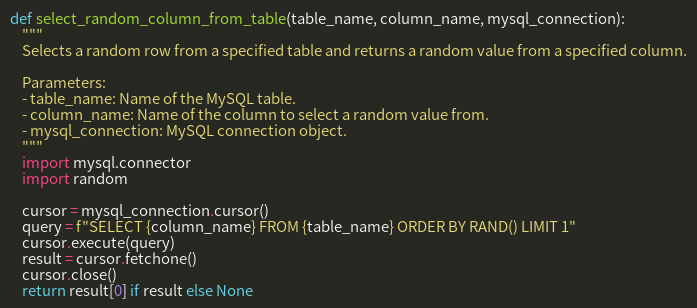 def select_random_column_from_table(table_name, column_name, mysql_connection):
    """
    Selects a random row from a specified table and returns a random value from a specified column.

    Parameters:
    - table_name: Name of the MySQL table.
    - column_name: Name of the column to select a random value from.
    - mysql_connection: MySQL connection object.
    """
    import mysql.connector
    import random

    cursor = mysql_connection.cursor()
    query = f"SELECT {column_name} FROM {table_name} ORDER BY RAND() LIMIT 1"
    cursor.execute(query)
    result = cursor.fetchone()
    cursor.close()
    return result[0] if result else None